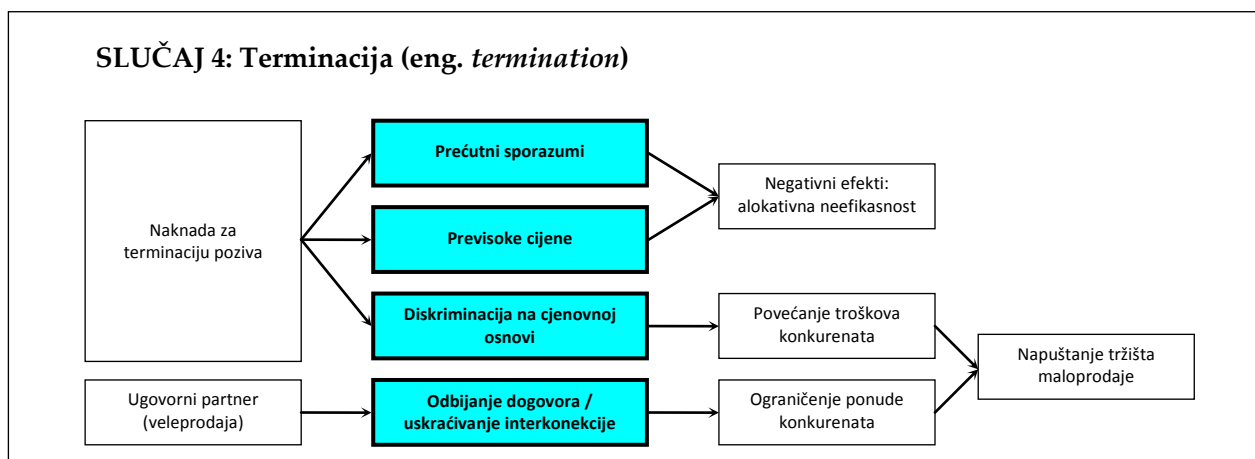 SLUČAJ 4: Terminacija (eng. termination)
Naknada za
terminaciju poziva
Prećutni sporazumi
Previsoke cijene
Negativni efekti:
alokativna neefikasnost
Diskriminacija na cjenovnoj
osnovi
Povećanje troškova
konkurenata
Napuštanje tržišta
maloprodaje
Ugovorni partner
(veleprodaja)
Odbijanje dogovora /
uskraćivanje interkonekcije
Ograničenje ponude
konkurenata